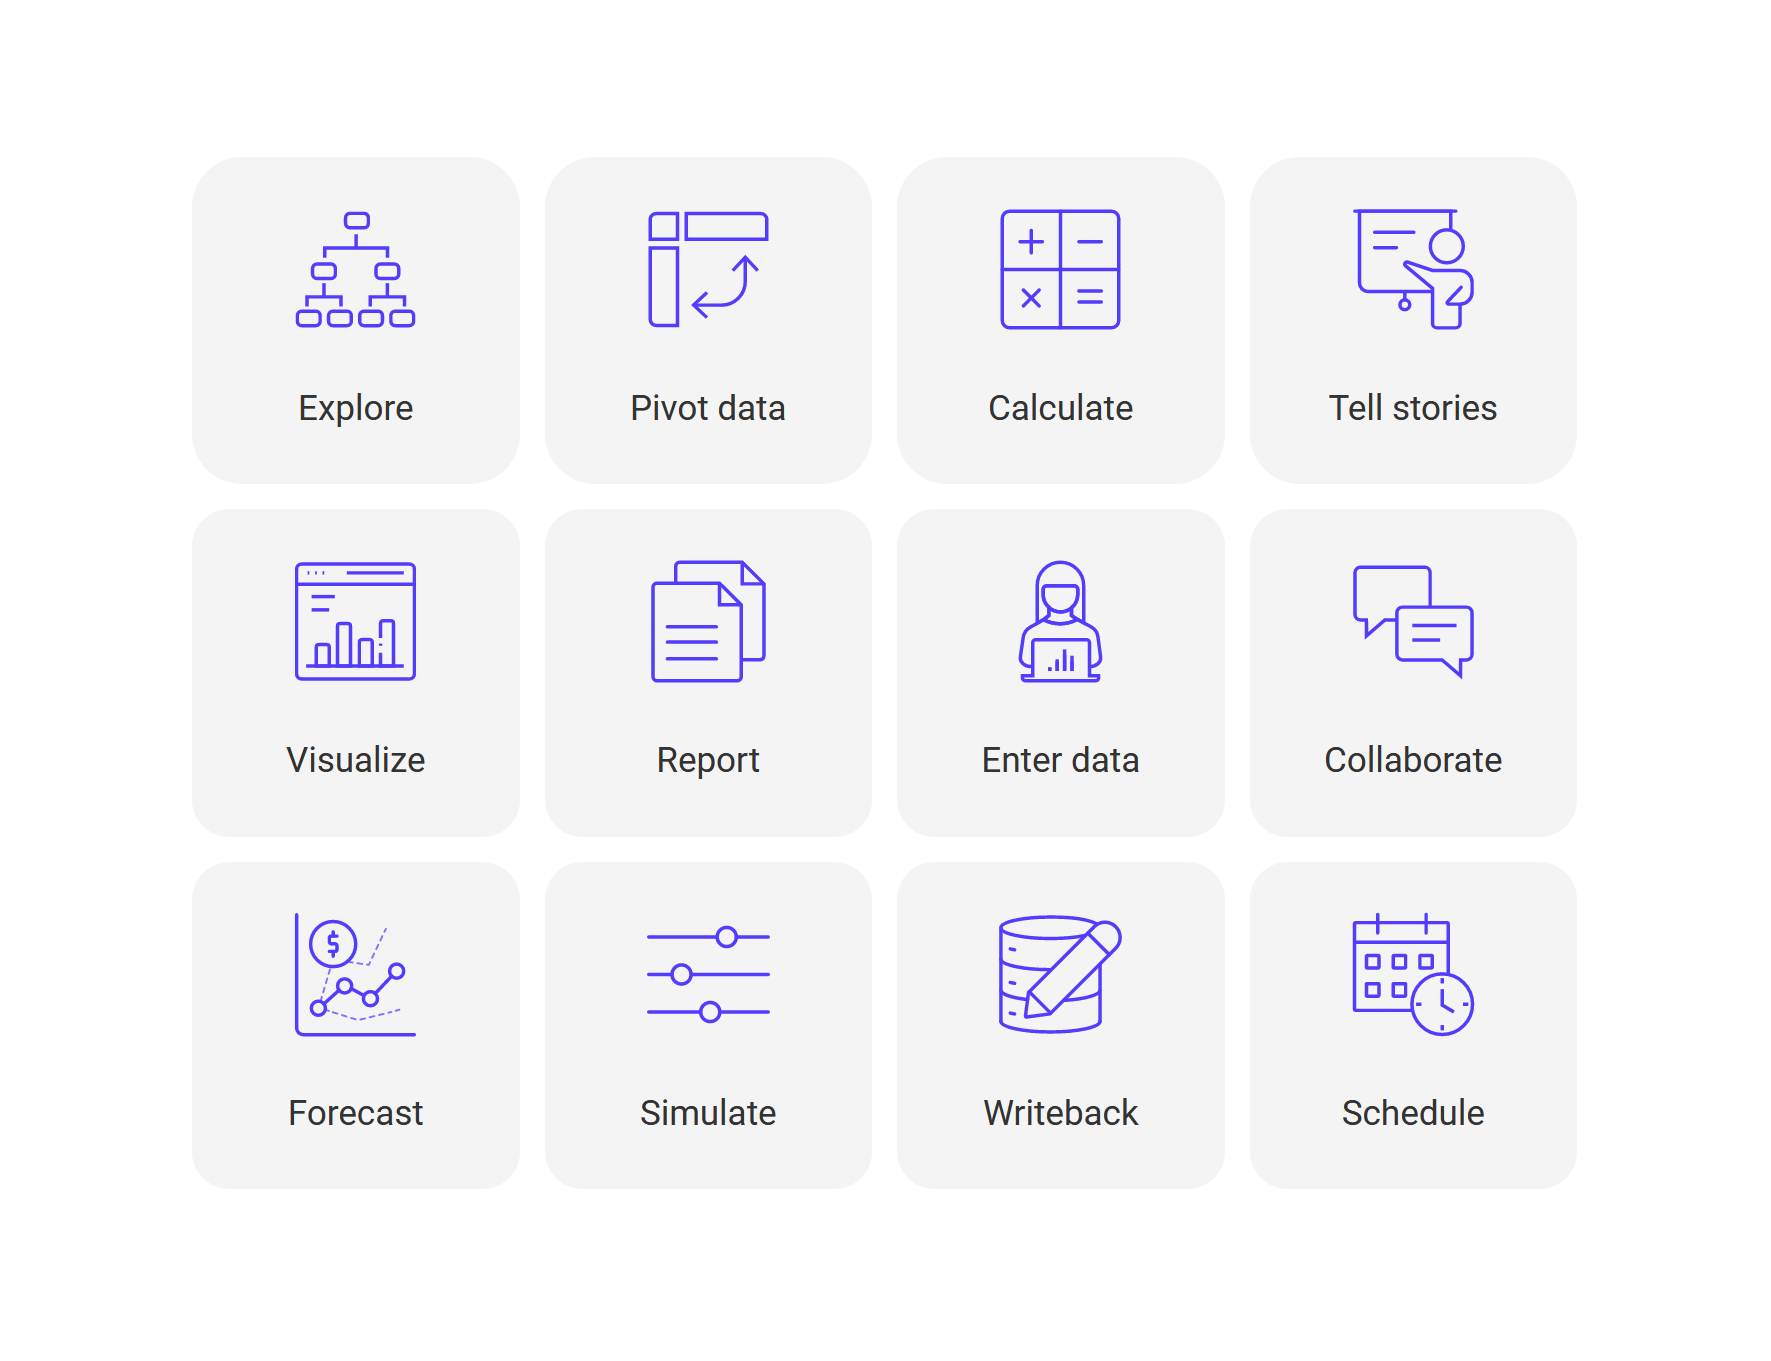 Explore
Pivot data
Calculate
Tell stories
Visualize
Report
Enter data
Collaborate
$
Forecast
Simulate
Writeback
Schedule